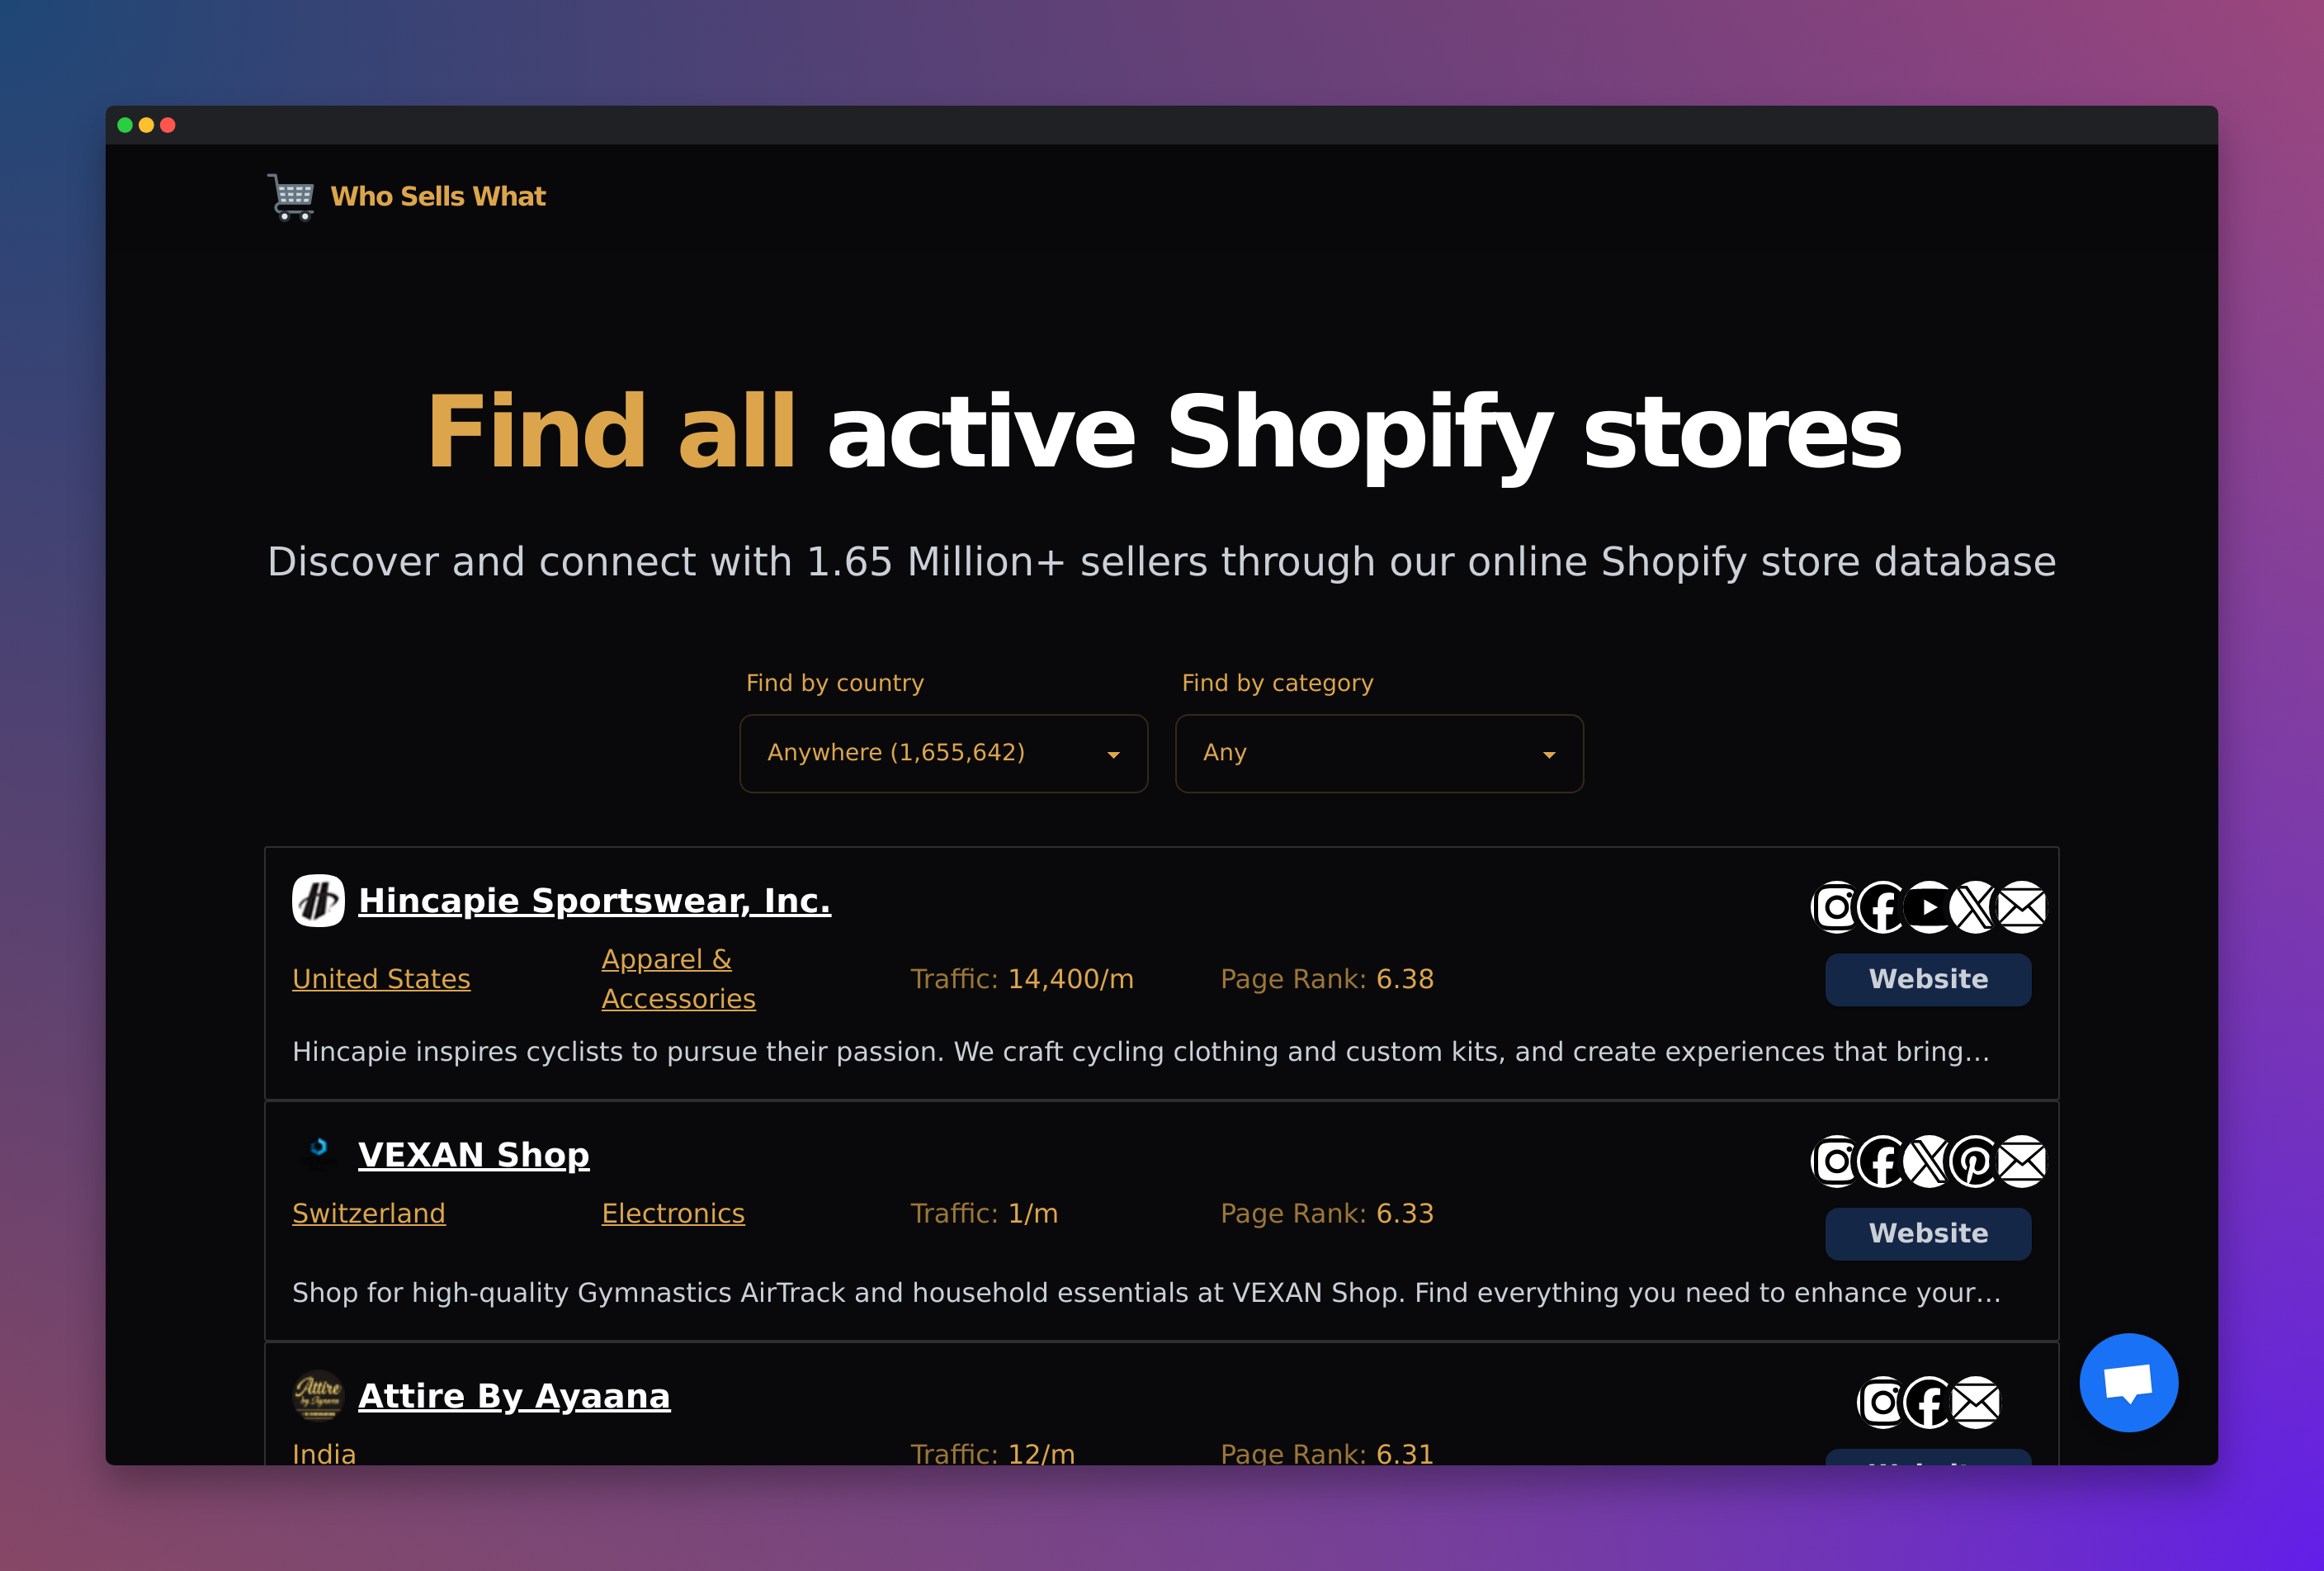 Who Sells What
Find all active Shopify stores
Discover and connect with 1.65 Million+ sellers through our online Shopify store database
Find by country
Find by category
Anywhere (1,655,642)
Any
Hincapie Sportswear, Inc.
United States
Apparel &
Accessories
Traffic: 14,400/m
Page Rank: 6.38
Website
Hincapie inspires cyclists to pursue their passion. We craft cycling clothing and custom kits, and create experiences that bring...
VEXAN Shop
Switzerland
Electronics
Traffic: 1/m
Page Rank: 6.33
Website
Shop for high-quality Gymnastics AirTrack and household essentials at VEXAN Shop. Find everything you need to enhance your...
Attire
by Ayaana
Attire By Ayaana
India
Traffic: 12/m
Page Rank: 6.31